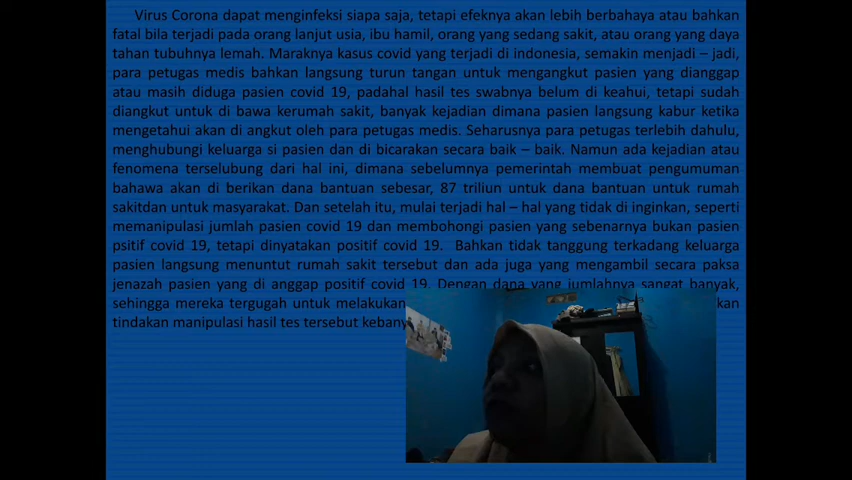 Virus Corona dapat menginfeksi siapa saja, tetapi efeknya akan lebih berbahaya atau bahkan
fatal bila terjadi pada orang lanjut usia, ibu hamil, orang yang sedang sakit, atau orang yang daya
tahan tubuhnya lemah. Maraknya kasus covid yang terjadi di indonesia, semakin menjadi – jadi,
para petugas medis bahkan langsung turun tangan untuk mengangkut pasien yang dianggap
atau masih diduga pasien covid 19, padahal hasil tes swabnya belum di keahui, tetapi sudah
diangkut untuk di bawa kerumah sakit, banyak kejadian dimana pasien langsung kabur ketika
mengetahui akan di angkut oleh para petugas medis. Seharusnya para petugas terlebih dahulu,
menghubungi keluarga si pasien dan di bicarakan secara baik – baik. Namun ada kejadian atau
fenomena terselubung dari hal ini, dimana sebelumnya pemerintah membuat pengumuman
bahawa akan di berikan dana bantuan sebesar, 87 triliun untuk dana bantuan untuk rumah
sakitdan untuk masyarakat. Dan setelah itu, mulai terjadi hal – hal yang tidak di inginkan, seperti
memanipulasi jumlah pasien covid 19 dan membohongi pasien yang sebenarnya bukan pasien
psitif covid 19, tetapi dinyatakan positif covid 19. Bahkan tidak tanggung terkadang keluarga
pasien langsung menuntut rumah sakit tersebut dan ada juga yang mengambil secara paksa
jenazah pasien yang di anggap positif covid 19. Dengan dana yang jumlahnya sangat banyak,
sehingga mereka tergugah untuk melakukan kan
tindakan manipulasi hasil tes tersebut